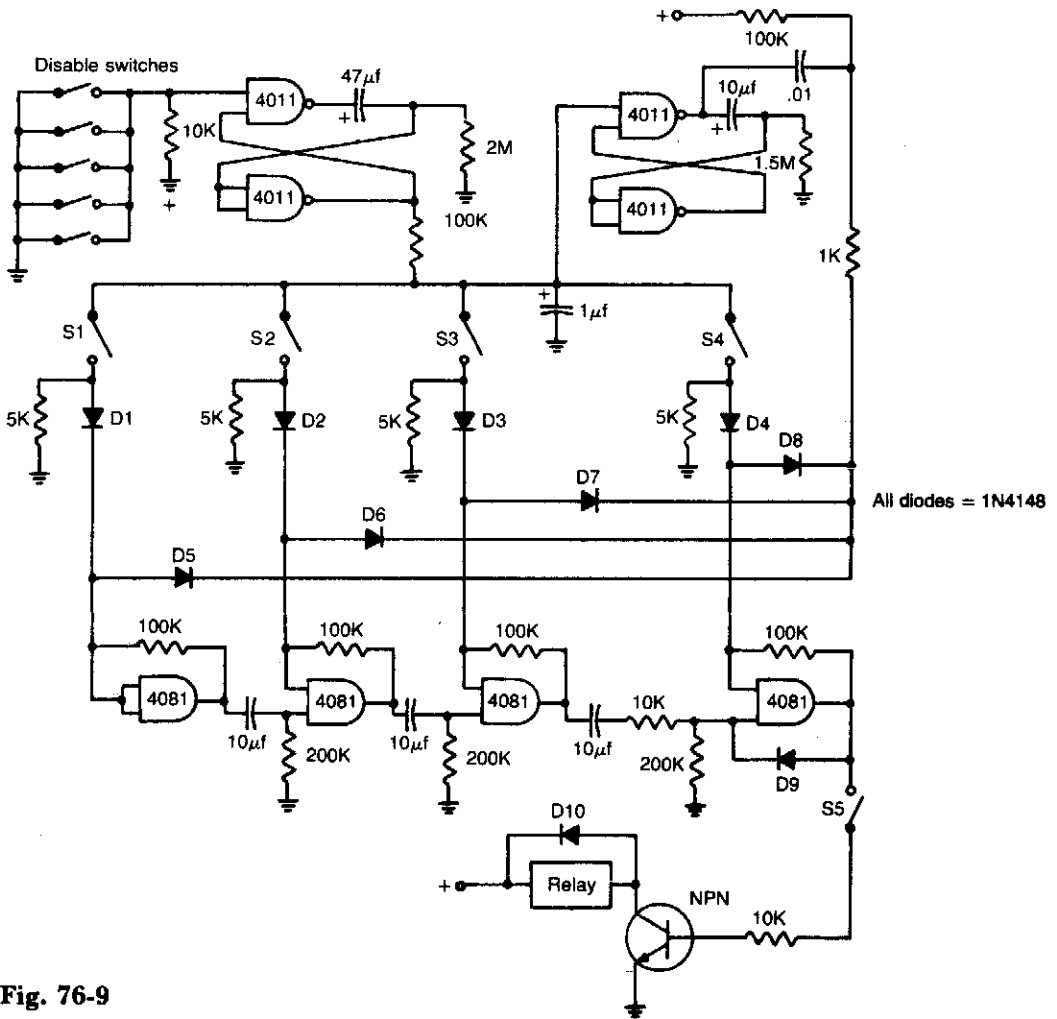 +
100K
Disable switches
47µf
4011
10K
+
+
2M
4011
100K
10µf
.01
4011
+
1.5M
4011
1K
+
1µf
S1
S2
S3
S4
5K
D1
5K
D2
5K
D3
5K
D4
D8
D7
All diodes = 1N4148
D6
D5
100K
100K
100K
100K
4081
4081
4081
4081
10K
10µf
200K
10µf
200K
10µf
200K
D9
S5
D10
+
Relay
NPN
10K
Fig. 76-9